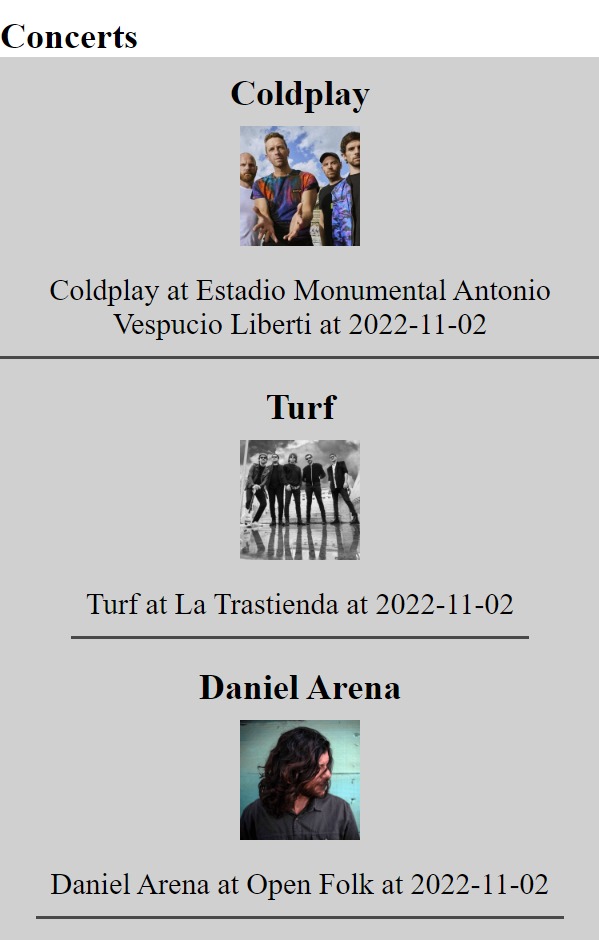 Concerts
Coldplay
Coldplay at Estadio Monumental Antonio
Vespucio Liberti at 2022-11-02
Turf
Turf at La Trastienda at 2022-11-02
Daniel Arena
Daniel Arena at Open Folk at 2022-11-02